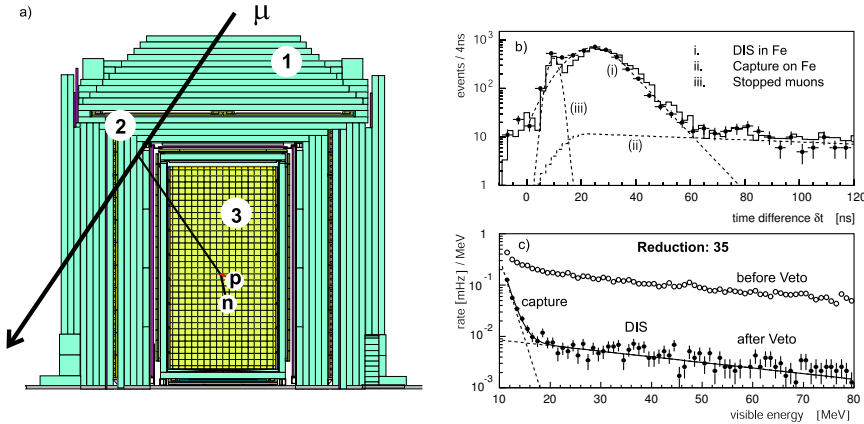 a)
μ
1
2
3
p
n
b)
events / 4ns
10³
10²
10
1
i. DIS in Fe
ii. Capture on Fe
iii. Stopped muons
(i)
(iii)
(ii)
0 20 40 60 80 100 120
time difference δt [ns]
c)
rate [mHz] / MeV
1
10⁻¹
10⁻²
10⁻³
Reduction: 35
before Veto
capture
DIS
after Veto
10 20 30 40 50 60 70 80
visible energy [MeV]